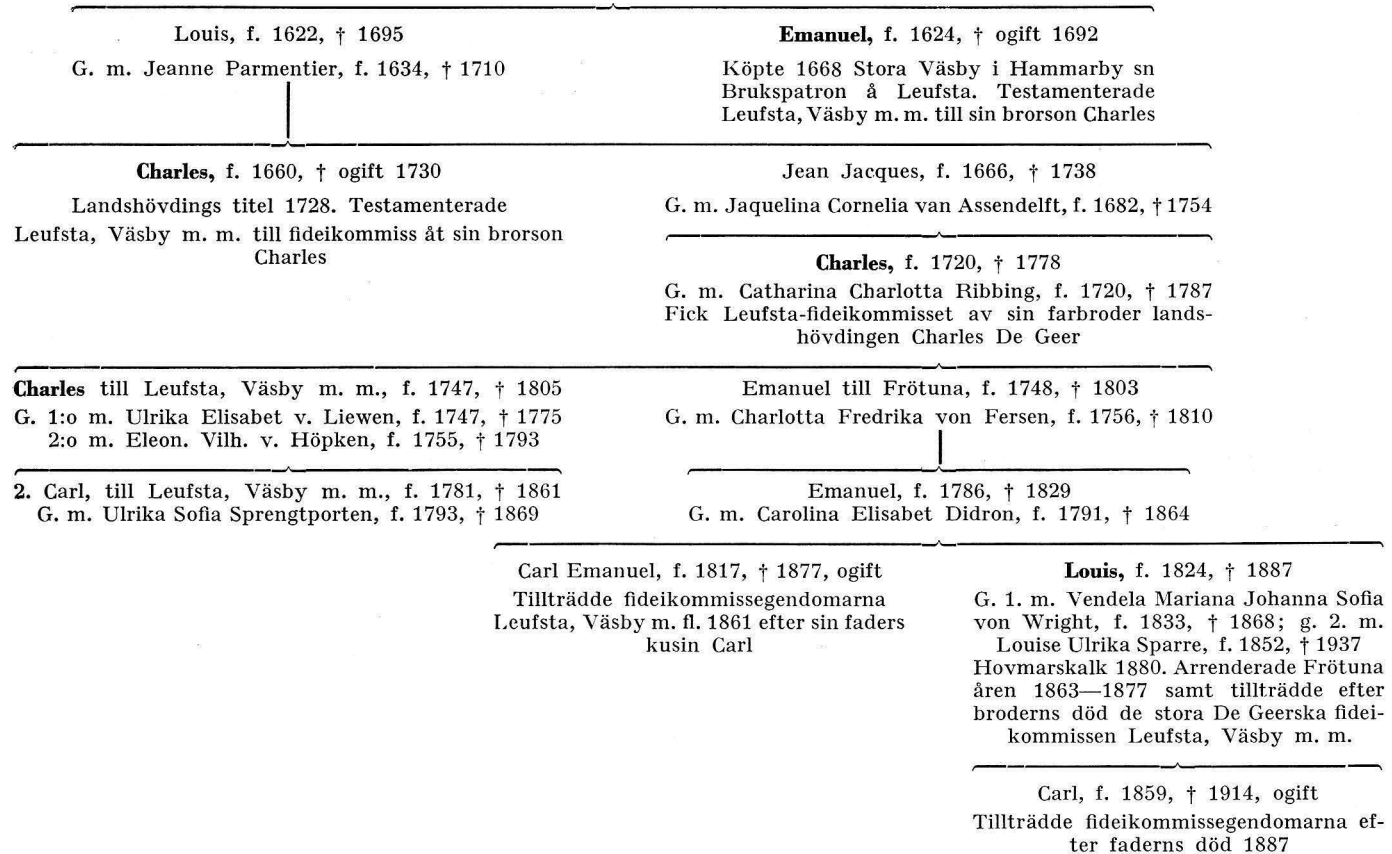 Louis, f. 1622, † 1695
G. m. Jeanne Parmentier, f. 1634, † 1710
Emanuel, f. 1624, † ogift 1692
Köpte 1668 Stora Väsby i Hammarby sn
Brukspatron å Leufsta. Testamenterade
Leufsta, Väsby m. m. till sin brorson Charles
Charles, f. 1660, † ogift 1730
Landshövdings titel 1728. Testamenterade
Leufsta, Väsby m. m. till fideikommiss åt sin brorson
Charles
Jean Jacques, f. 1666, † 1738
G. m. Jaquelina Cornelia van Assendelft, f. 1682, † 1754
Charles, f. 1720, † 1778
G. m. Catharina Charlotta Ribbing, f. 1720, † 1787
Fick Leufsta-fideikommisset av sin farbroder lands-
hövdingen Charles De Geer
Charles till Leufsta, Väsby m. m., f. 1747, † 1805
G. 1:o m. Ulrika Elisabet v. Liewen, f. 1747, † 1775
2:o m. Eleon. Vilh. v. Höpken, f. 1755, † 1793
Emanuel till Frötuna, f. 1748, † 1803
G. m. Charlotta Fredrika von Fersen, f. 1756, † 1810
2. Carl, till Leufsta, Väsby m. m., f. 1781, † 1861
G. m. Ulrika Sofia Sprengtporten, f. 1793, † 1869
Emanuel, f. 1786, † 1829
G. m. Carolina Elisabet Didron, f. 1791, † 1864
Carl Emanuel, f. 1817, † 1877, ogift
Tillträdde fideikommissegendomarna
Leufsta, Väsby m. fl. 1861 efter sin faders
kusin Carl
Louis, f. 1824, † 1887
G. 1. m. Vendela Mariana Johanna Sofia
von Wright, f. 1833, † 1868; g. 2. m.
Louise Ulrika Sparre, f. 1852, † 1937
Hovmarskalk 1880. Arrenderade Frötuna
åren 1863—1877 samt tillträdde efter
broderns död de stora De Geerska fidei-
kommissen Leufsta, Väsby m. m.
Carl, f. 1859, † 1914, ogift
Tillträdde fideikommissegendomarna ef-
ter faderns död 1887